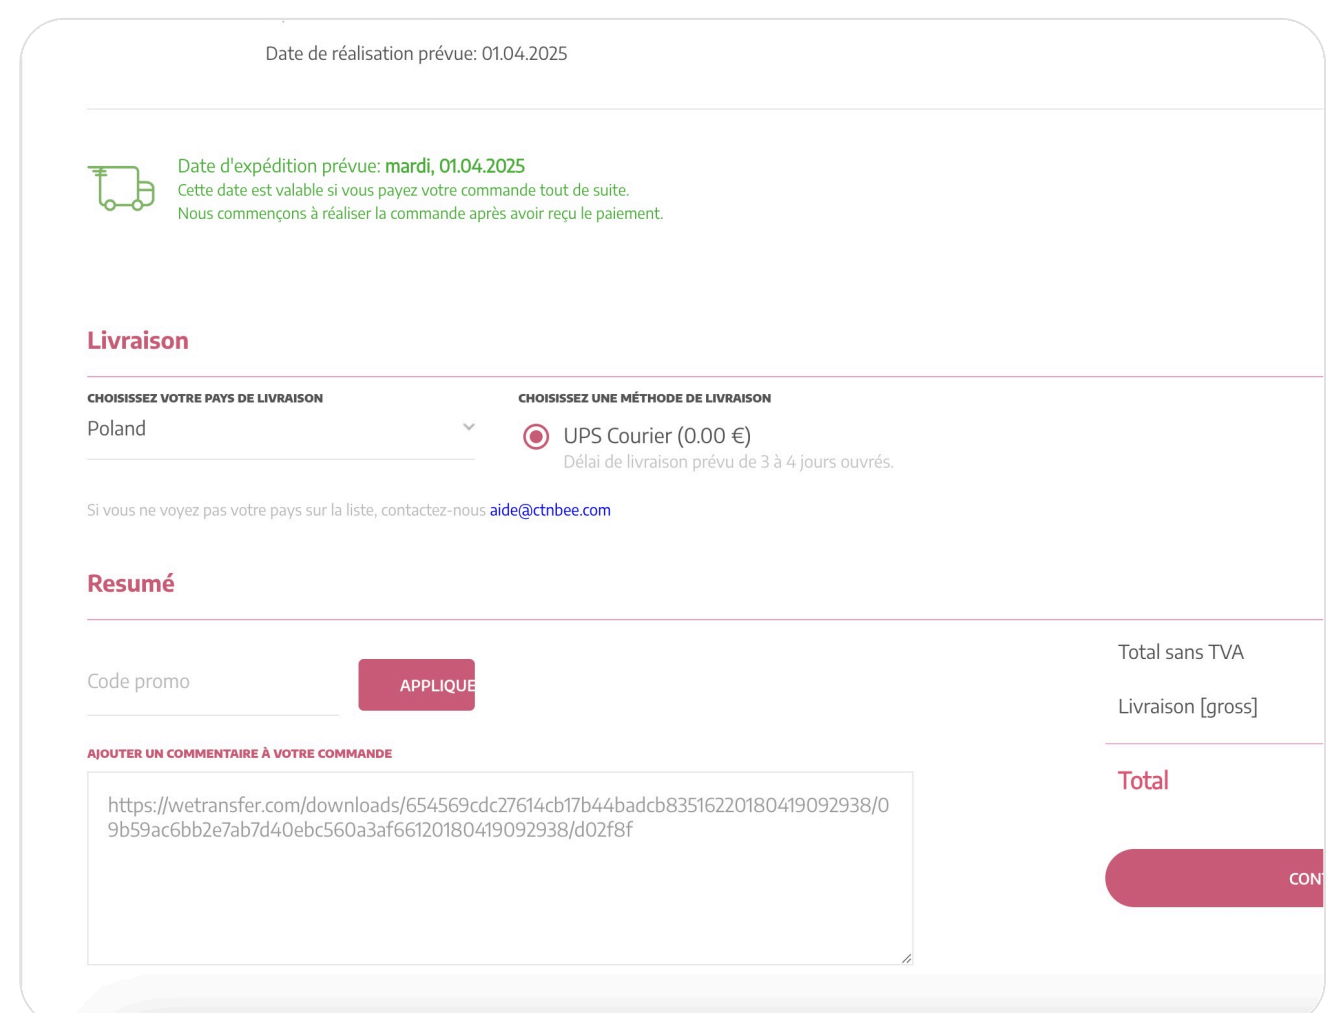 Date de réalisation prévue: 01.04.2025
Date d'expédition prévue: mardi, 01.04.2025
Cette date est valable si vous payez votre commande tout de suite.
Nous commençons à réaliser la commande après avoir reçu le paiement.
Livraison
CHOISISSEZ VOTRE PAYS DE LIVRAISON
Poland
CHOISISSEZ UNE MÉTHODE DE LIVRAISON
UPS Courier (0.00 €)
Délai de livraison prévu de 3 à 4 jours ouvrés.
Si vous ne voyez pas votre pays sur la liste, contactez-nous aide@ctnbee.com
Resumé
Code promo
APPLIQUE
AJOUTER UN COMMENTAIRE À VOTRE COMMANDE
https://wetransfer.com/downloads/654569cdc27614cb17b44badcb83516220180419092938/0
9b59ac6bb2e7ab7d40ebc560a3af66120180419092938/d02f8f
Total sans TVA
Livraison [gross]
Total
CON